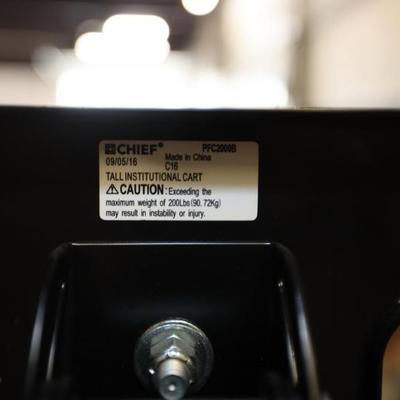 CHIEF® PFC2000B
09/05/16 Made in China
C16
TALL INSTITUTIONAL CART
⚠CAUTION: Exceeding the
maximum weight of 200Lbs(90.72Kg)
may result in instability or injury.